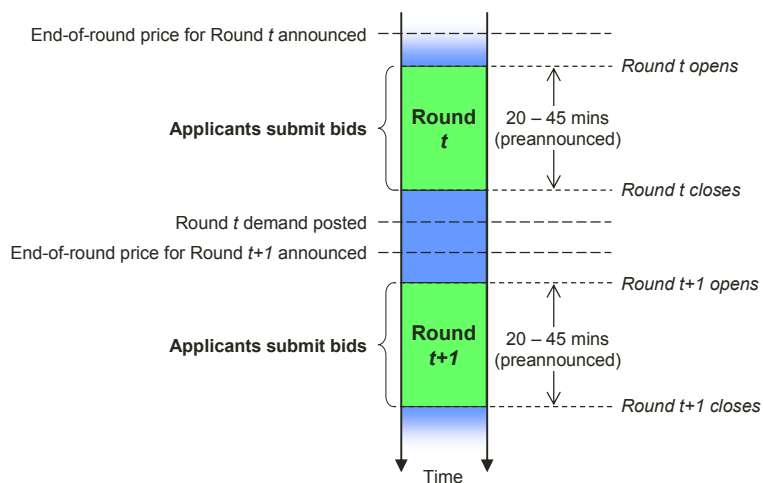 End-of-round price for Round t announced
Round t opens
Applicants submit bids
Round
t
20 – 45 mins
(preannounced)
Round t closes
Round t demand posted
End-of-round price for Round t+1 announced
Round t+1 opens
Applicants submit bids
Round
t+1
20 – 45 mins
(preannounced)
Round t+1 closes
Time